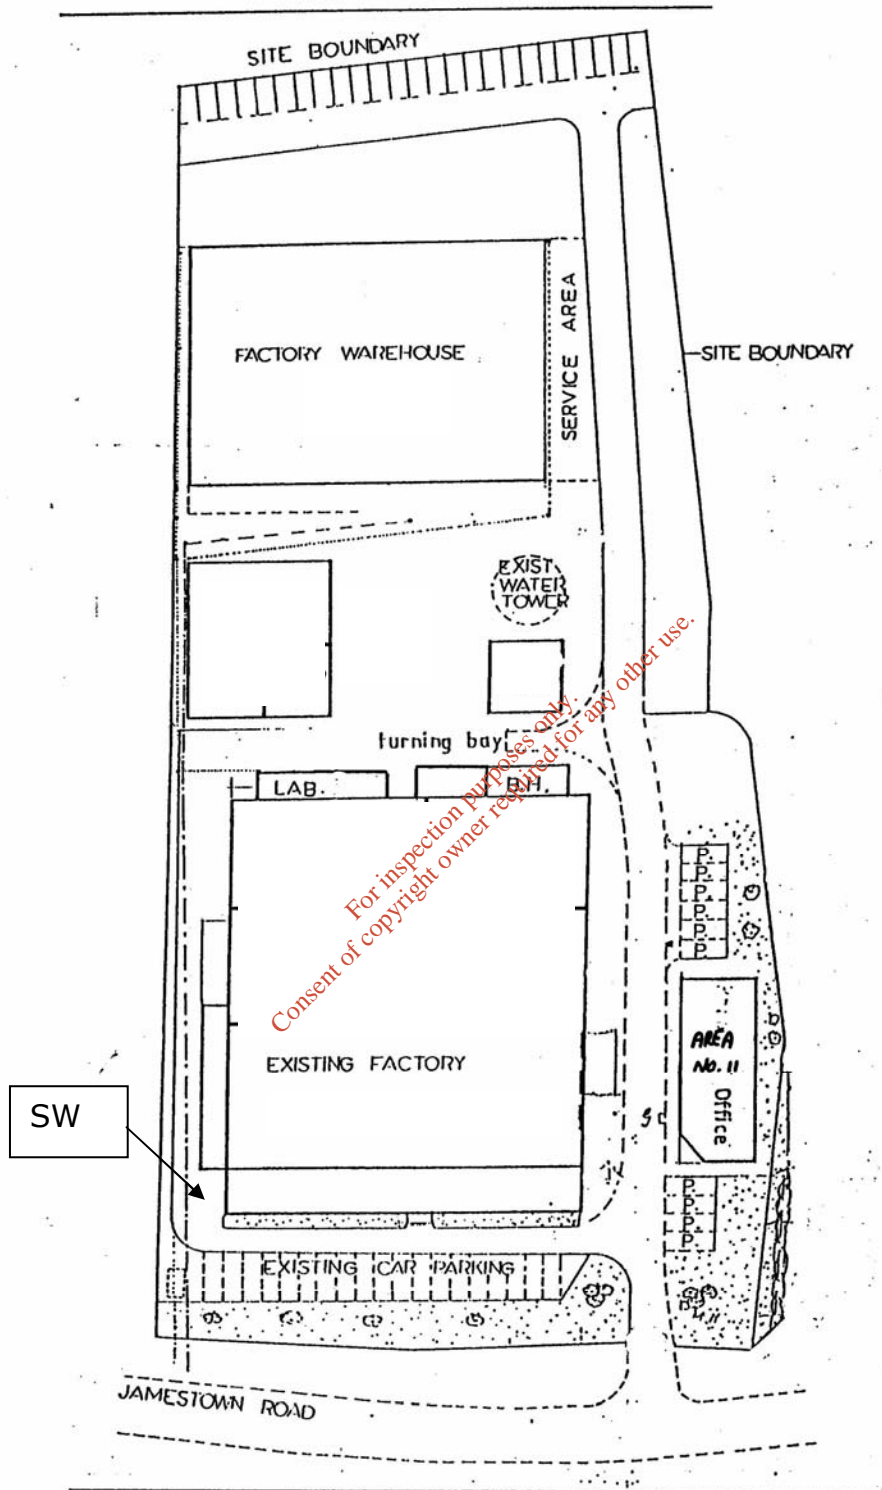 SITE BOUNDARY
FACTORY WAREHOUSE
SERVICE AREA
SITE BOUNDARY
EXIST
WATER
TOWER
turning bay
LAB.
B.H.
For inspection purposes only.
Consent of copyright owner required for any other use.
P.
P.
P.
P.
P.
P.
AREA
No. 11
Office
EXISTING FACTORY
SW
P.
P.
P.
P.
EXISTING CAR PARKING
JAMESTOWN ROAD